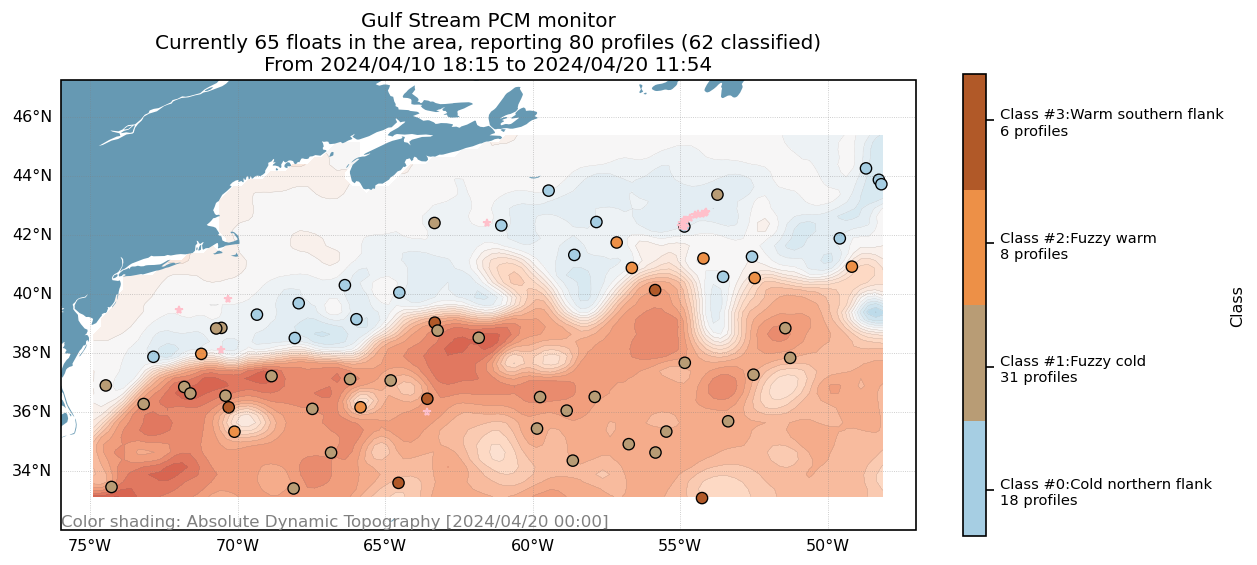 Gulf Stream PCM monitor
Currently 65 floats in the area, reporting 80 profiles (62 classified)
From 2024/04/10 18:15 to 2024/04/20 11:54
46°N
44°N
42°N
40°N
38°N
36°N
34°N
Color shading: Absolute Dynamic Topography [2024/04/20 00:00]
75°W
70°W
65°W
60°W
55°W
50°W
Class #3:Warm southern flank
6 profiles
Class #2:Fuzzy warm
8 profiles
Class #1:Fuzzy cold
31 profiles
Class #0:Cold northern flank
18 profiles
Class